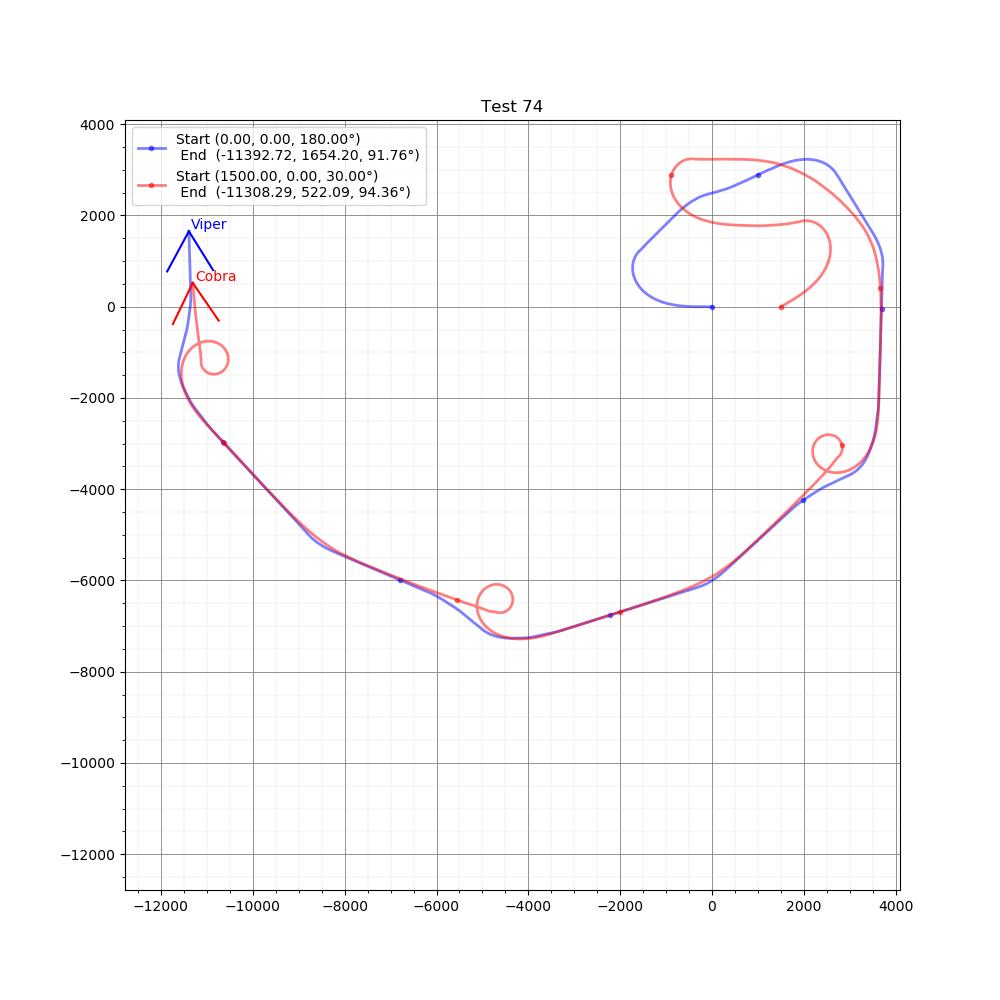 Test 74
Start (0.00, 0.00, 180.00°)
End (-11392.72, 1654.20, 91.76°)
Start (1500.00, 0.00, 30.00°)
End (-11308.29, 522.09, 94.36°)
Viper
Cobra
4000
2000
0
−2000
−4000
−6000
−8000
−10000
−12000
−12000 −10000 −8000 −6000 −4000 −2000 0 2000 4000